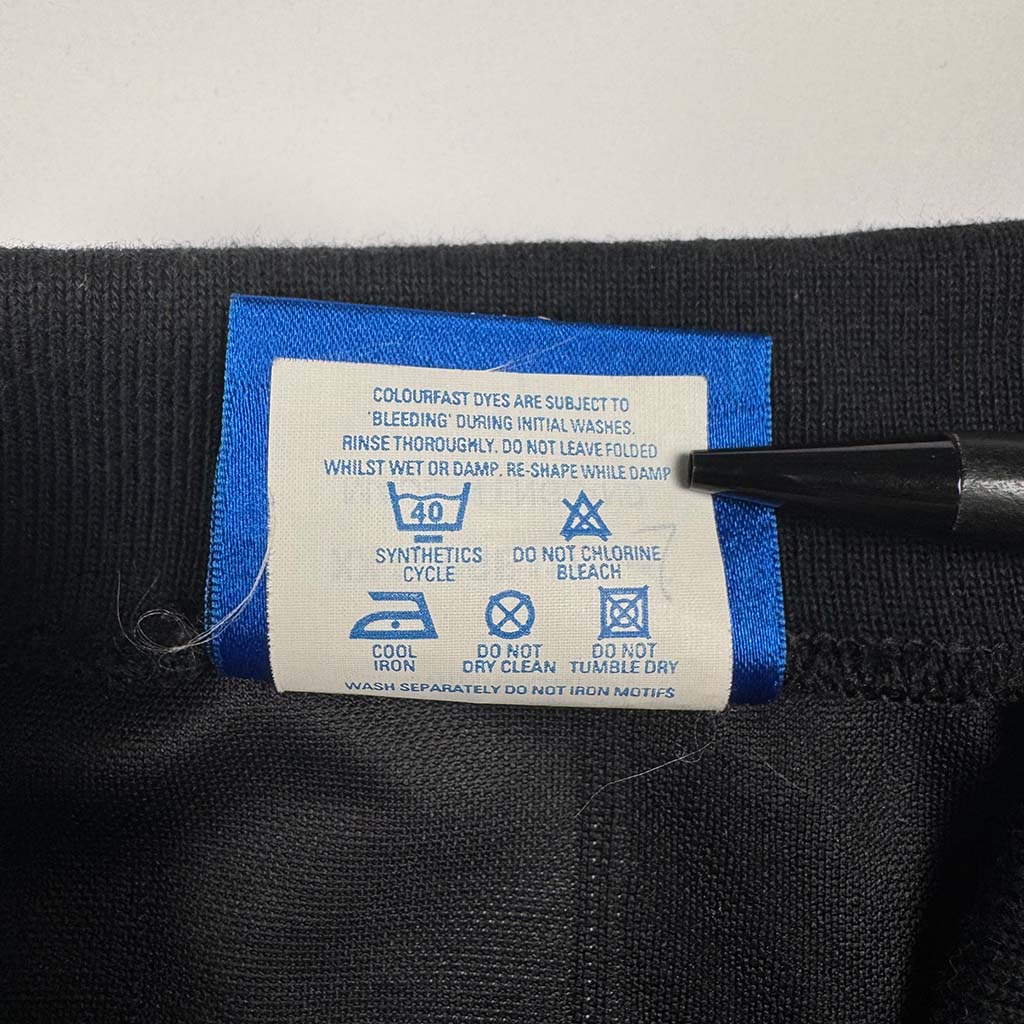 COLOURFAST DYES ARE SUBJECT TO
'BLEEDING' DURING INITIAL WASHES.
RINSE THOROUGHLY. DO NOT LEAVE FOLDED
WHILST WET OR DAMP. RE-SHAPE WHILE DAMP
40
SYNTHETICS
CYCLE
DO NOT CHLORINE
BLEACH
COOL
IRON
DO NOT
DRY CLEAN
DO NOT
TUMBLE DRY
WASH SEPARATELY DO NOT IRON MOTIFS